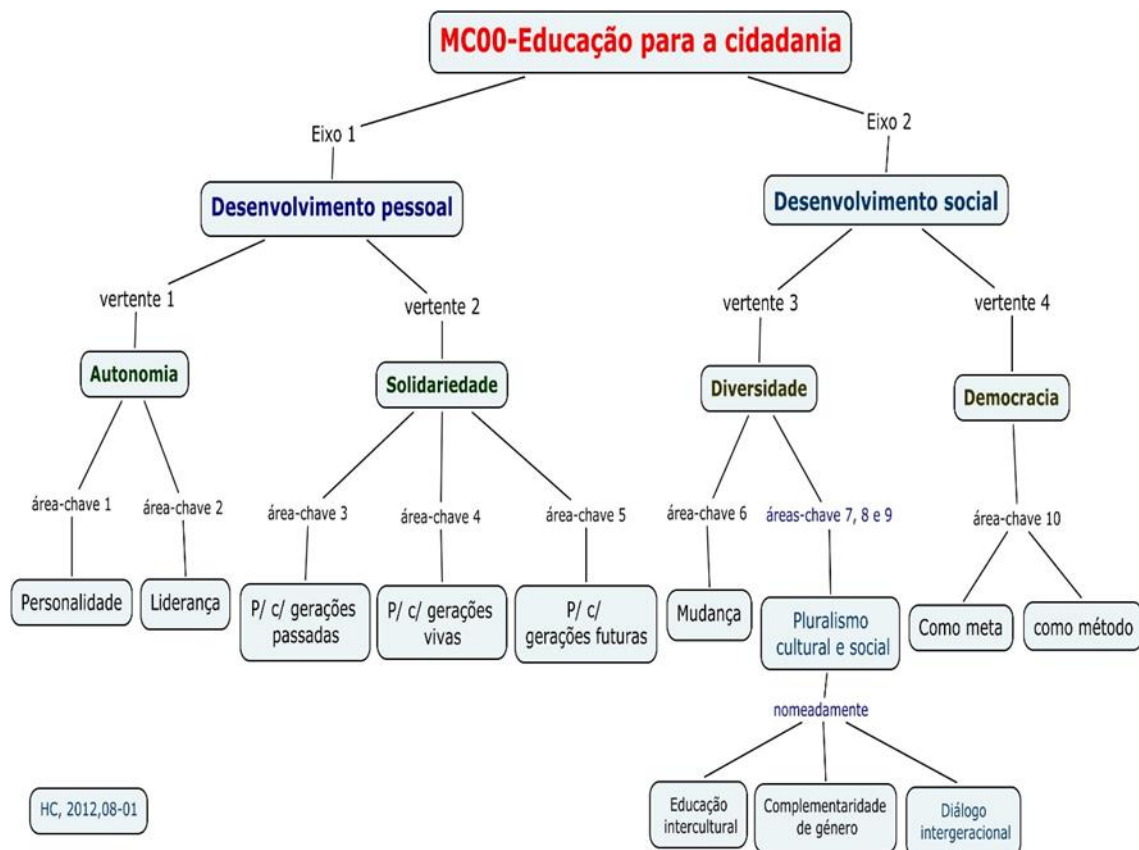 MC00-Educação para a cidadania
Eixo 1
Eixo 2
Desenvolvimento pessoal
Desenvolvimento social
vertente 1
vertente 2
vertente 3
vertente 4
Autonomia
Solidariedade
Diversidade
Democracia
área-chave 1
área-chave 2
área-chave 3
área-chave 4
área-chave 5
área-chave 6
áreas-chave 7, 8 e 9
área-chave 10
Personalidade
Liderança
P/ c/ gerações
passadas
P/ c/ gerações
vivas
P/ c/
gerações futuras
Mudança
Pluralismo
cultural e social
Como meta
como método
nomeadamente
Educação
intercultural
Complementaridade
de género
Diálogo
intergeracional
HC, 2012,08-01